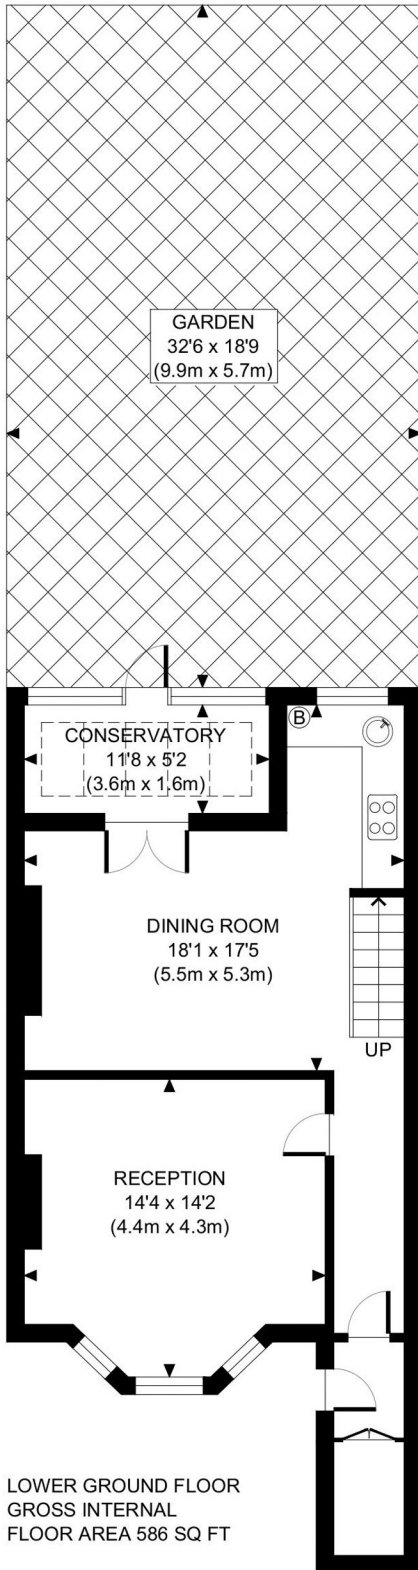 GARDEN
32'6 x 18'9
(9.9m x 5.7m)
B
CONSERVATORY
11'8 x 5'2
(3.6m x 1.6m)
DINING ROOM
18'1 x 17'5
(5.5m x 5.3m)
UP
RECEPTION
14'4 x 14'2
(4.4m x 4.3m)
LOWER GROUND FLOOR
GROSS INTERNAL
FLOOR AREA 586 SQ FT